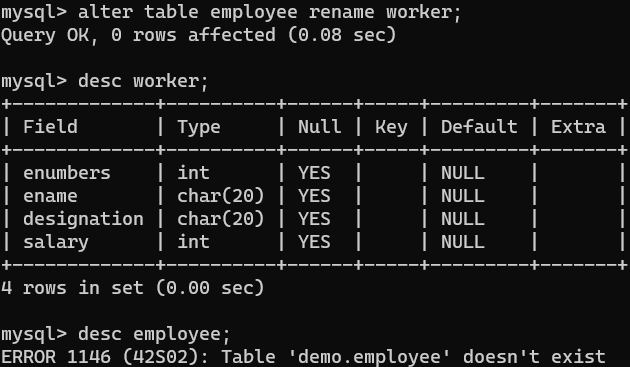 mysql> alter table employee rename worker;
Query OK, 0 rows affected (0.08 sec)
mysql> desc worker;
+-------------+----------+------+-----+---------+-------+
| Field       | Type     | Null | Key | Default | Extra |
+-------------+----------+------+-----+---------+-------+
| enumbers    | int      | YES  |     | NULL    |       |
| ename       | char(20) | YES  |     | NULL    |       |
| designation | char(20) | YES  |     | NULL    |       |
| salary      | int      | YES  |     | NULL    |       |
+-------------+----------+------+-----+---------+-------+
4 rows in set (0.00 sec)
mysql> desc employee;
ERROR 1146 (42S02): Table 'demo.employee' doesn't exist